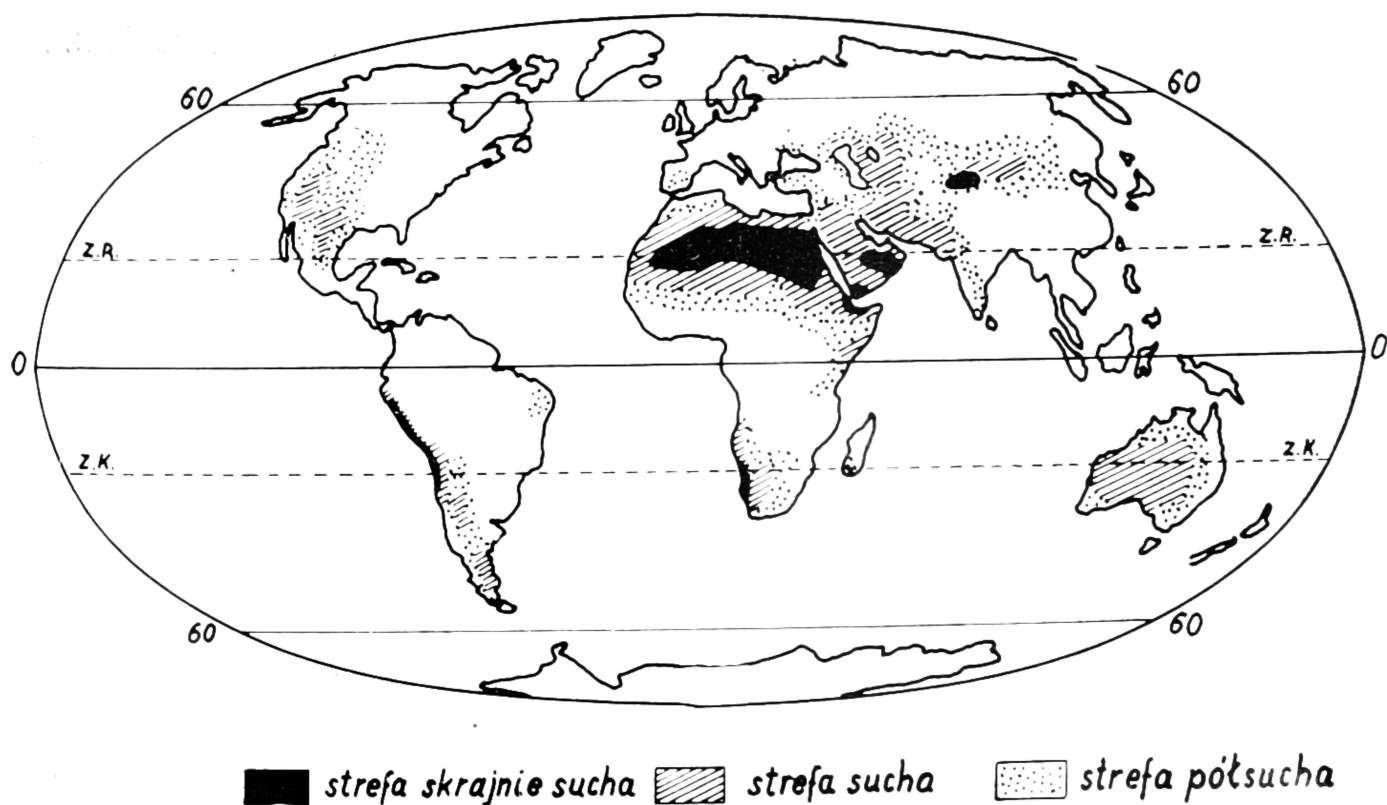 60 60
Z.R. Z.R.
0 0
Z.K. Z.K.
60 60
strefa skrajnie sucha strefa sucha strefa półsucha